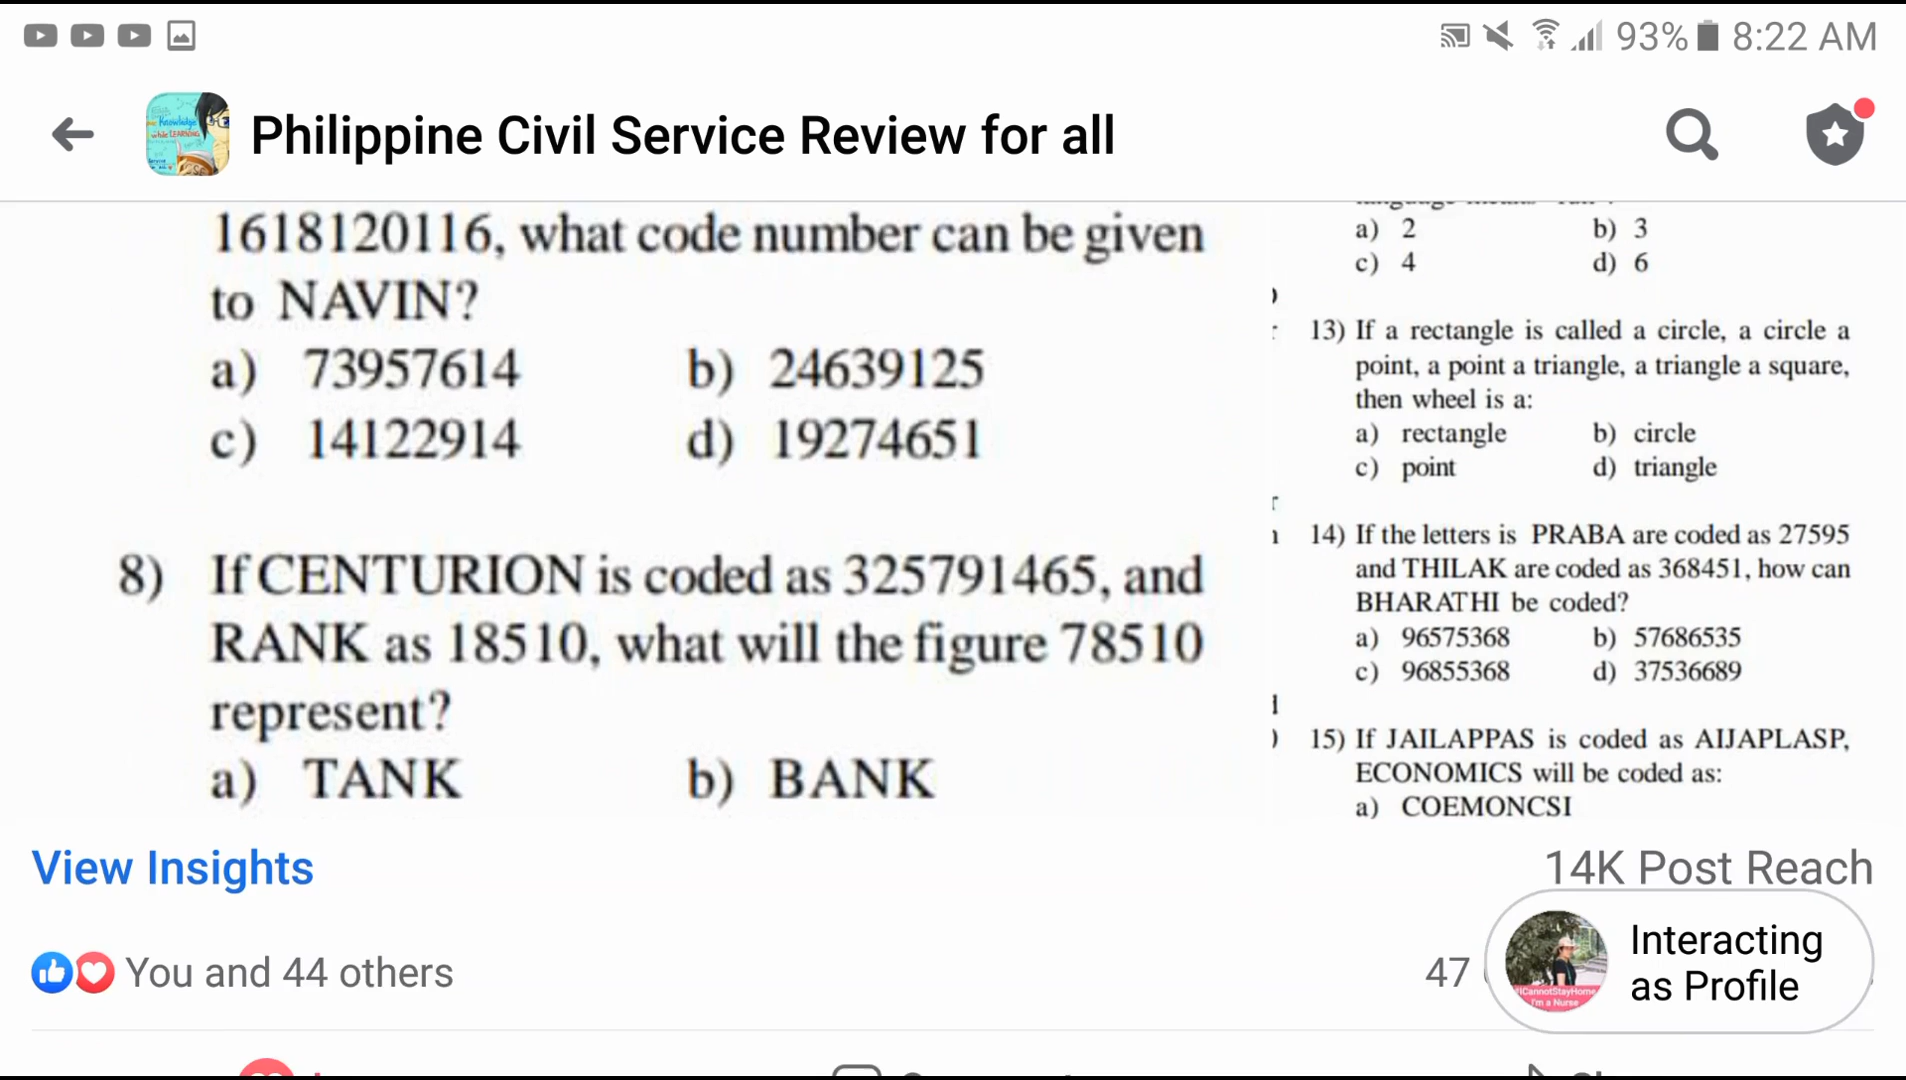 93% 8:22 AM
Philippine Civil Service Review for all
1618120116, what code number can be given
to NAVIN?
a) 73957614 b) 24639125
c) 14122914 d) 19274651
8) If CENTURION is coded as 325791465, and
RANK as 18510, what will the figure 78510
represent?
a) TANK b) BANK
a) 2 b) 3
c) 4 d) 6
13) If a rectangle is called a circle, a circle a
point, a point a triangle, a triangle a square,
then wheel is a:
a) rectangle b) circle
c) point d) triangle
14) If the letters is PRABA are coded as 27595
and THILAK are coded as 368451, how can
BHARATHI be coded?
a) 96575368 b) 57686535
c) 96855368 d) 37536689
15) If JAILAPPAS is coded as AIJAPLASP,
ECONOMICS will be coded as:
a) COEMONCSI
View Insights
14K Post Reach
You and 44 others
47
Interacting
as Profile
#ICannotStayHome
I'm a Nurse